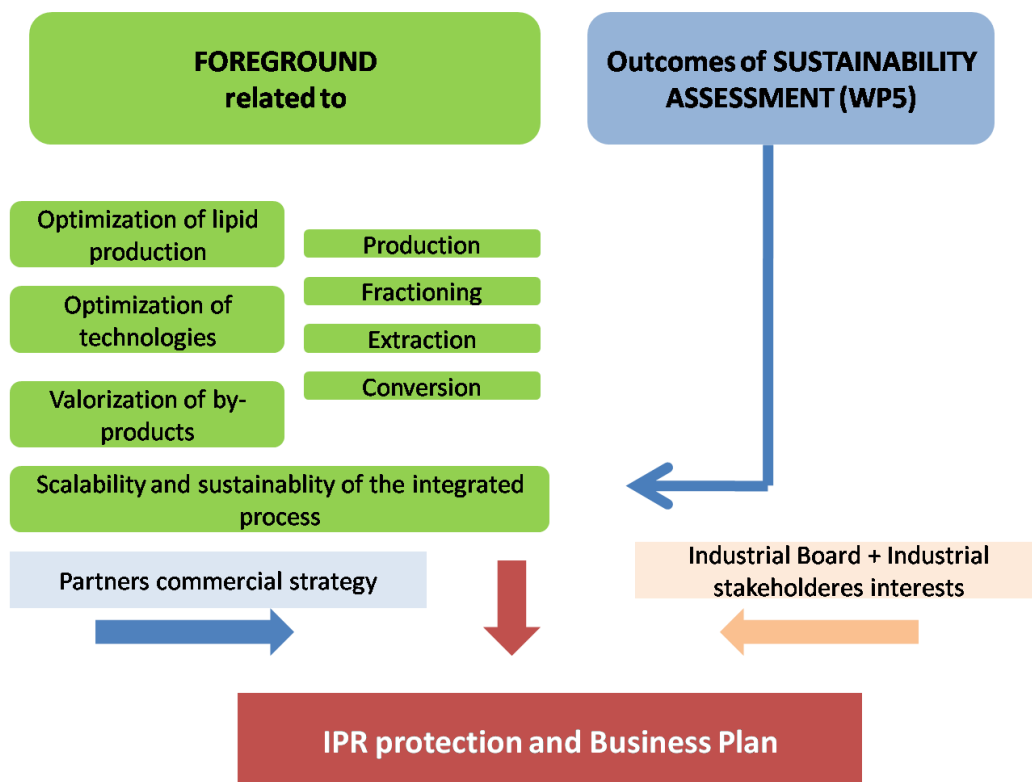 FOREGROUND
related to
Outcomes of SUSTAINABILITY
ASSESSMENT (WP5)
Optimization of lipid
production
Optimization of
technologies
Valorization of by-
products
Production
Fractioning
Extraction
Conversion
Scalability and sustainablity of the integrated
process
Partners commercial strategy
Industrial Board + Industrial
stakeholderes interests
IPR protection and Business Plan